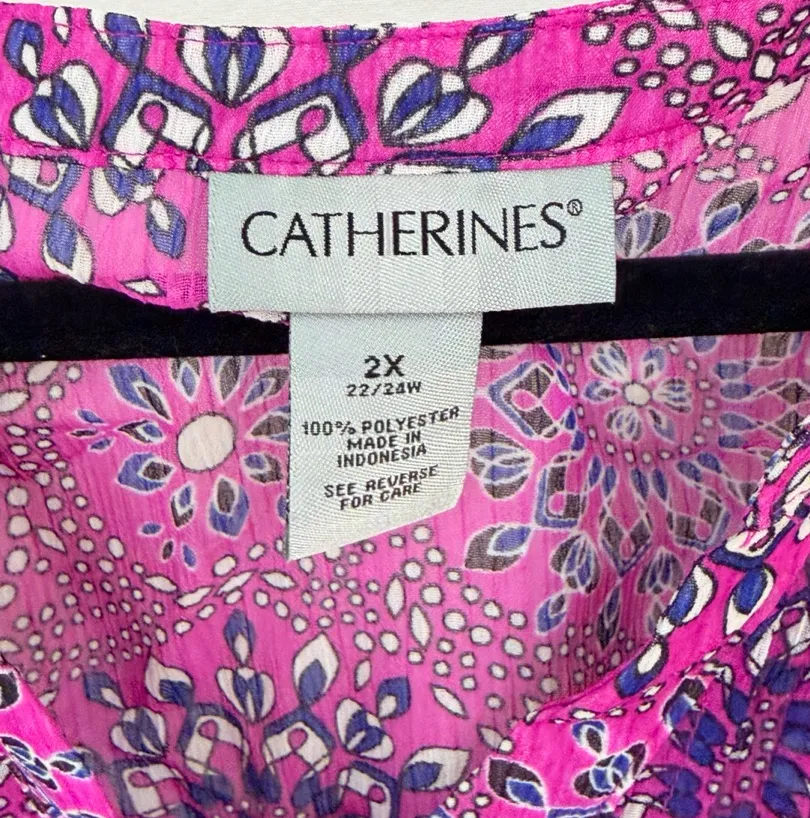 CATHERINES®
2X
22/24W
100% POLYESTER
MADE IN
INDONESIA
SEE REVERSE
FOR CARE